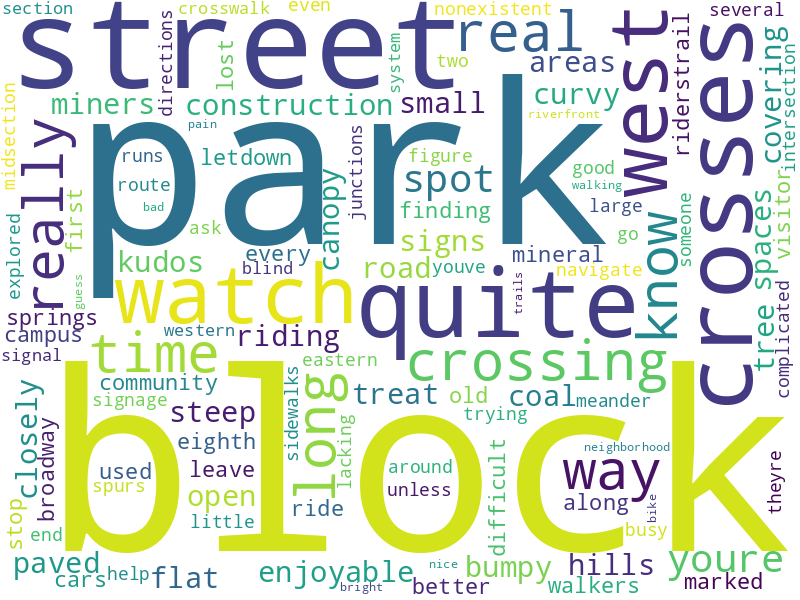 section
crosswalk
even
nonexistent
several
street
directions
lost
system
two
real
areas
west
crosses
riderstrail
covering
intersection
miners
construction
small
curvy
midsection
pain
riverfront
park
really
runs
route
bad
letdown
canopy
junctions
figure
spot
good
walking
large
finding
signs
ask
first
explored
kudos
every
blind
road
youve
mineral
go
navigate
someone
know
tree
spaces
visitor
complicated
guess
springs
campus
signal
watch
western
riding
quite
trails
time
eastern
crossing
community
signage
steep
eighth
sidewalks
long
lacking
treat
old
trying
coal
meander
closely
broadway
used
spurs
leave
open
little
block
around
unless
difficult
way
neighborhood
along
bike
busy
theyre
stop
end
ride
paved
cars
help
flat
enjoyable
nice
bright
better
bumpy
walkers
hills
youre
marked